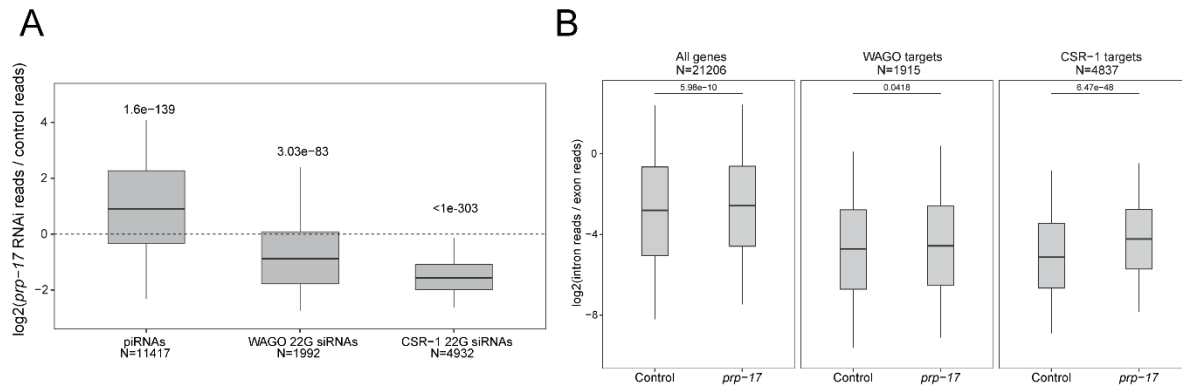 A
log2(prp−17 RNAi reads / control reads)
4
2
0
−2
1.6e−139
3.03e−83
<1e-303
piRNAs
N=11417
WAGO 22G siRNAs
N=1992
CSR−1 22G siRNAs
N=4932
B
log2(intron reads / exon reads)
0
−4
−8
All genes
N=21206
5.98e−10
Control
prp−17
WAGO targets
N=1915
0.0418
Control
prp−17
CSR−1 targets
N=4837
6.47e−48
Control
prp−17